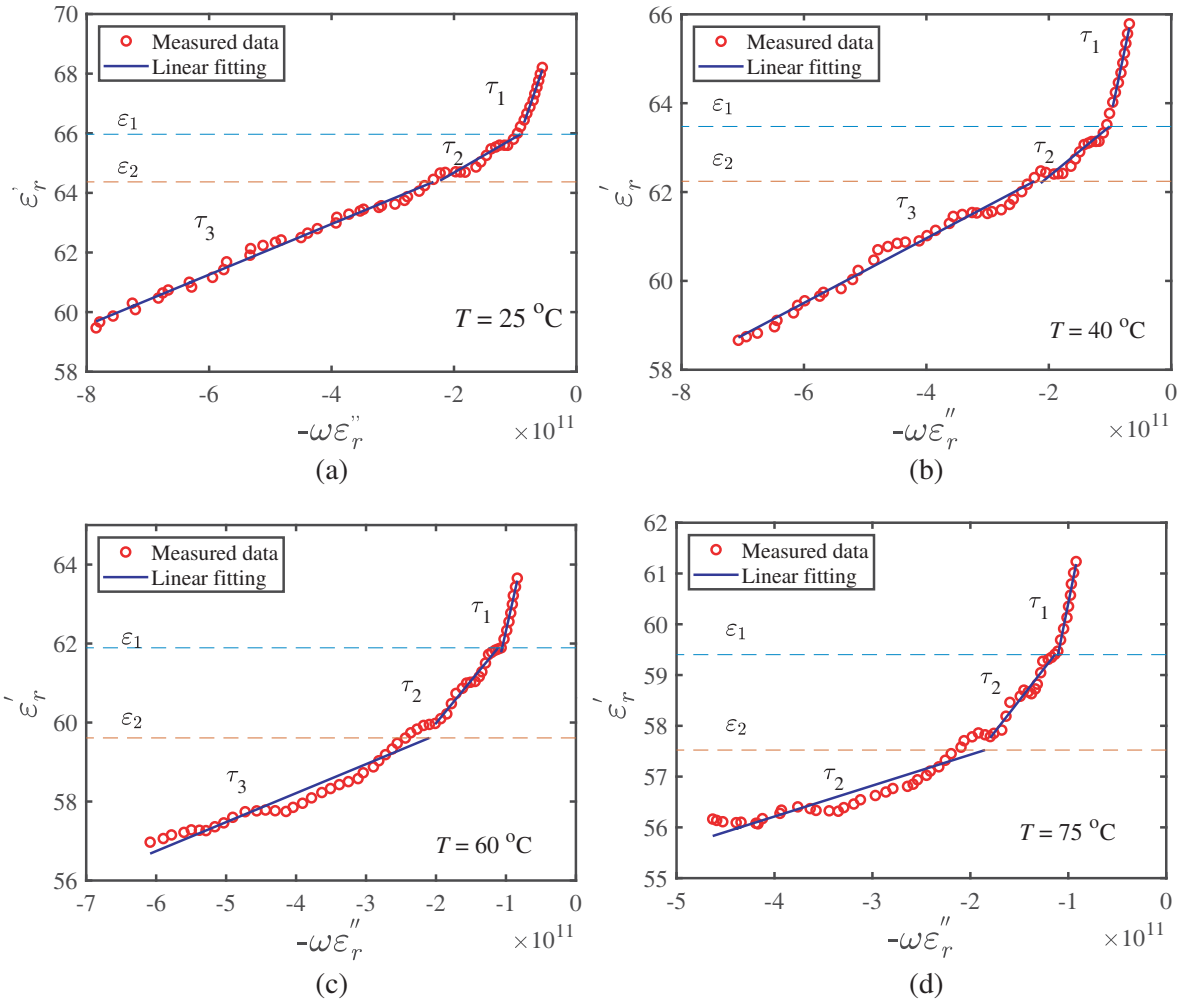 70
68
66
64
62
60
58
-8
-6
-4
-2
0
Measured data
Linear fitting
ε1
ε2
τ1
τ2
τ3
T = 25 °C
ε'r
-ωε''r
×10^11
(a)
66
64
62
60
58
-8
-6
-4
-2
0
Measured data
Linear fitting
ε1
ε2
τ1
τ2
τ3
T = 40 °C
ε'r
-ωε''r
×10^11
(b)
64
62
60
58
56
-7
-6
-5
-4
-3
-2
-1
0
Measured data
Linear fitting
ε1
ε2
τ1
τ2
τ3
T = 60 °C
ε'r
-ωε''r
×10^11
(c)
62
61
60
59
58
57
56
55
-5
-4
-3
-2
-1
0
Measured data
Linear fitting
ε1
ε2
τ1
τ2
τ2
T = 75 °C
ε'r
-ωε''r
×10^11
(d)